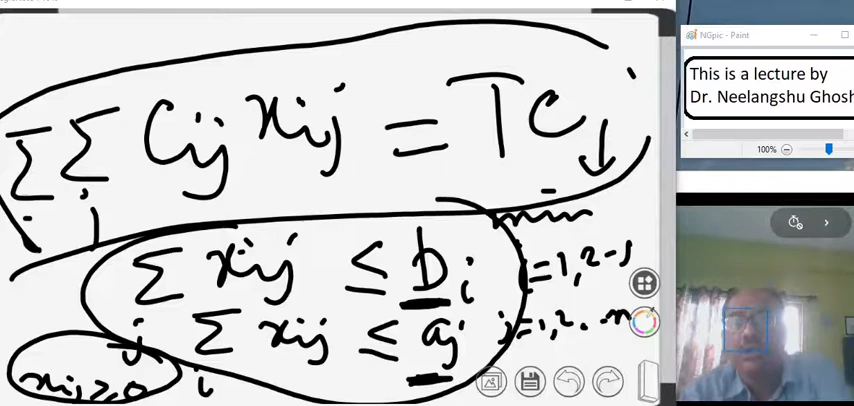 NGpic - Paint
This is a lecture by
Dr. Neelangshu Ghosh
100%
Σ Σ Cij xij = TC ↓
i j
min
Σ xij ≤ bi
j
i = 1, 2 -
Σ xij ≤ aj
i
j = 1, 2 . n
xij ≥ 0